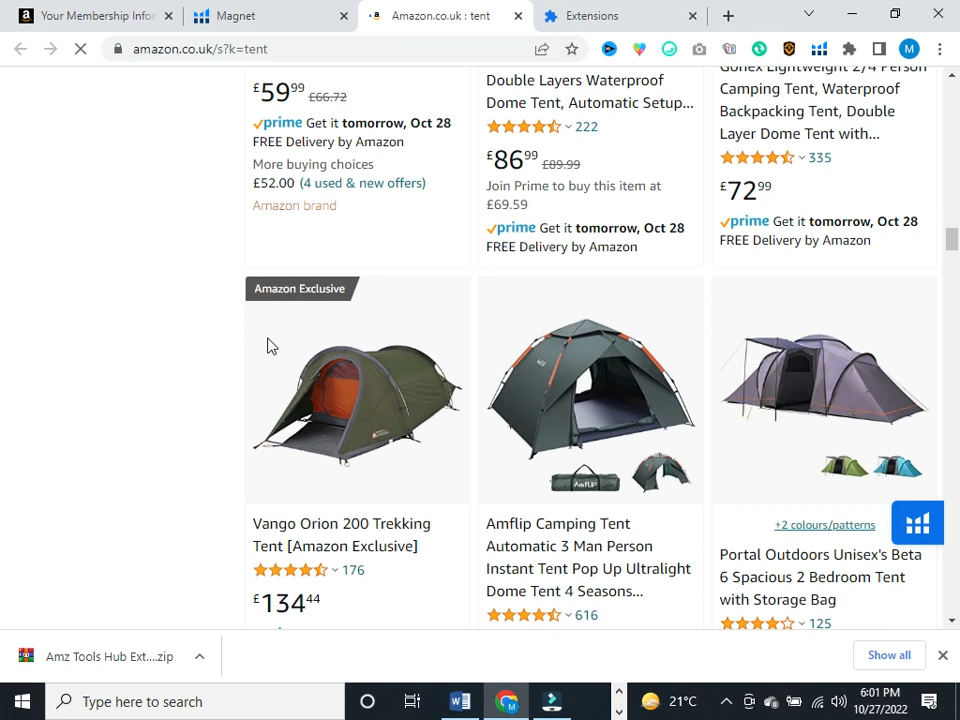 Your Membership Infor
Magnet
Amazon.co.uk : tent
Extensions
amazon.co.uk/s?k=tent
M
£59.99 £66.72
prime Get it tomorrow, Oct 28
FREE Delivery by Amazon
More buying choices
£52.00 (4 used & new offers)
Amazon brand
Double Layers Waterproof
Dome Tent, Automatic Setup...
222
£86.99 £89.99
Join Prime to buy this item at
£69.59
prime Get it tomorrow, Oct 28
FREE Delivery by Amazon
Gonex Lightweight 2/4 Person
Camping Tent, Waterproof
Backpacking Tent, Double
Layer Dome Tent with...
335
£72.99
prime Get it tomorrow, Oct 28
FREE Delivery by Amazon
Amazon Exclusive
Vango Orion 200 Trekking
Tent [Amazon Exclusive]
176
£134.44
AmFLIP
Amflip Camping Tent
Automatic 3 Man Person
Instant Tent Pop Up Ultralight
Dome Tent 4 Seasons...
616
+2 colours/patterns
Portal Outdoors Unisex's Beta
6 Spacious 2 Bedroom Tent
with Storage Bag
125
Amz Tools Hub Ext....zip
Show all
Type here to search
21°C
6:01 PM
10/27/2022